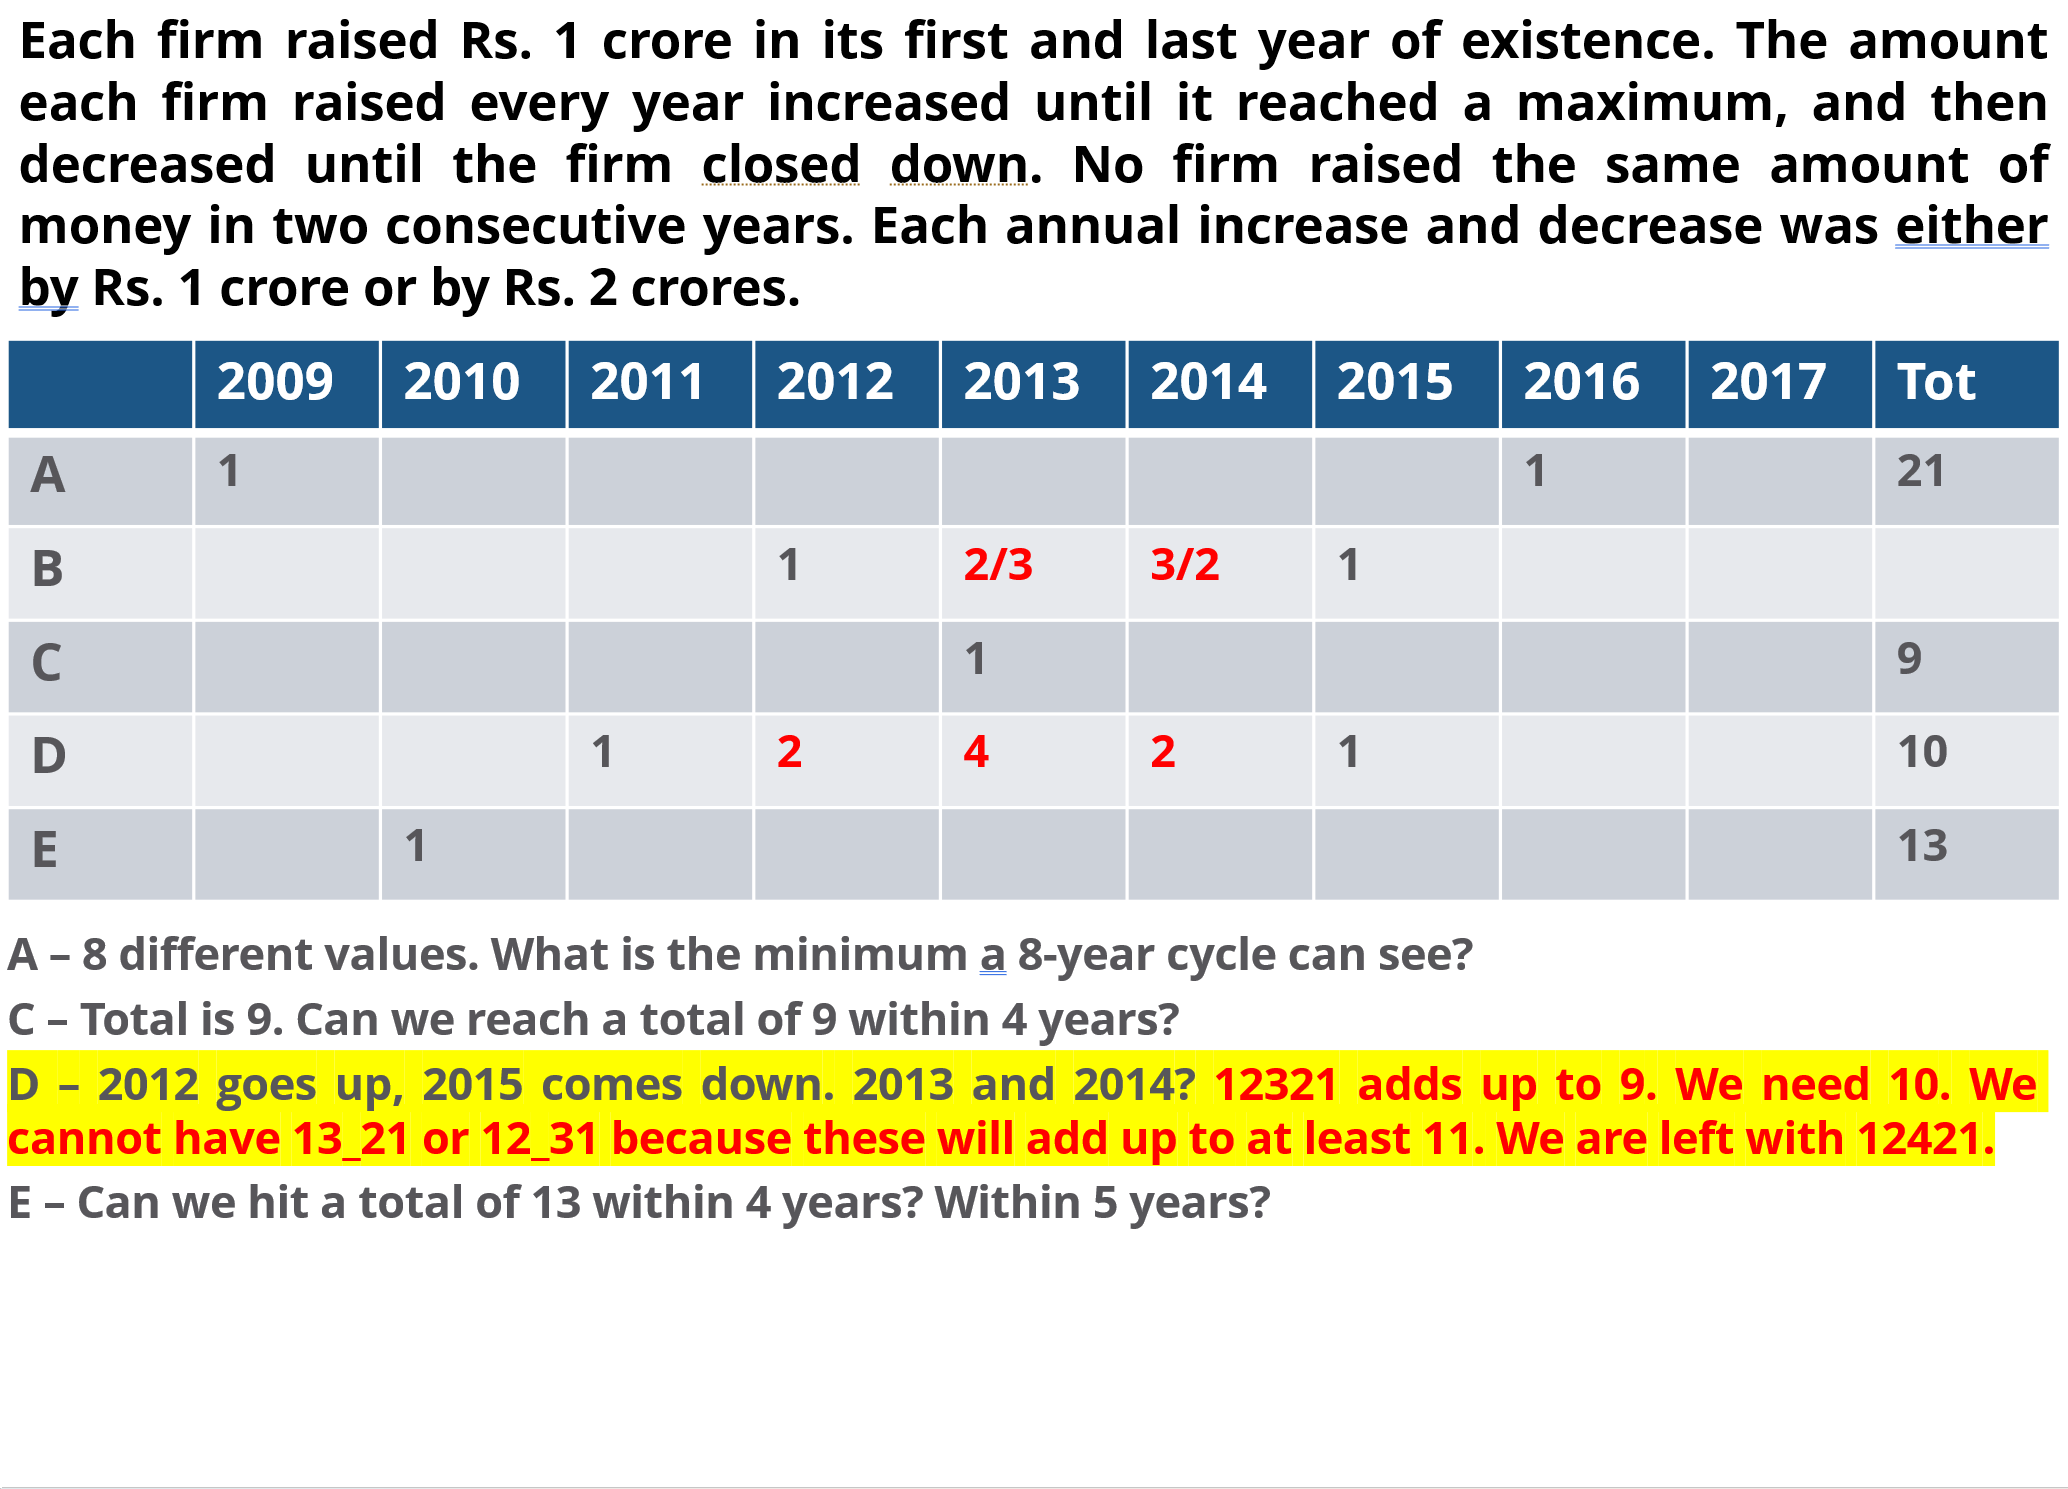 Each firm raised Rs. 1 crore in its first and last year of existence. The amount
each firm raised every year increased until it reached a maximum, and then
decreased until the firm closed down. No firm raised the same amount of
money in two consecutive years. Each annual increase and decrease was either
by Rs. 1 crore or by Rs. 2 crores.
2009 2010 2011 2012 2013 2014 2015 2016 2017 Tot
A 1 1 21
B 1 2/3 3/2 1
C 1 9
D 1 2 4 2 1 10
E 1 13
A – 8 different values. What is the minimum a 8-year cycle can see?
C – Total is 9. Can we reach a total of 9 within 4 years?
D – 2012 goes up, 2015 comes down. 2013 and 2014? 12321 adds up to 9. We need 10. We
cannot have 13_21 or 12_31 because these will add up to at least 11. We are left with 12421.
E – Can we hit a total of 13 within 4 years? Within 5 years?